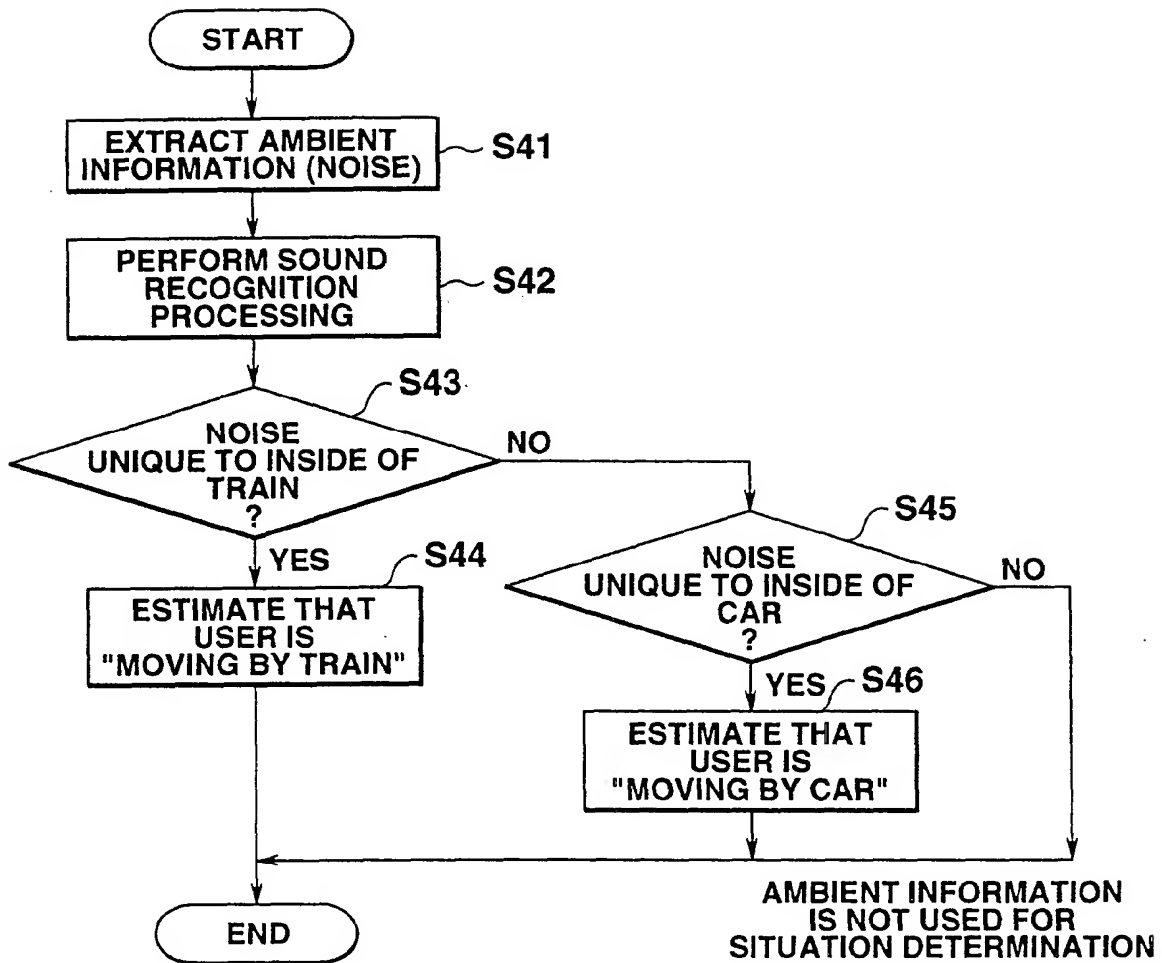 START
EXTRACT AMBIENT
INFORMATION (NOISE)
S41
PERFORM SOUND
RECOGNITION
PROCESSING
S42
S43
NOISE
UNIQUE TO INSIDE OF
TRAIN
?
NO
YES
S44
ESTIMATE THAT
USER IS
"MOVING BY TRAIN"
S45
NOISE
UNIQUE TO INSIDE OF
CAR
?
NO
YES
S46
ESTIMATE THAT
USER IS
"MOVING BY CAR"
AMBIENT INFORMATION
IS NOT USED FOR
SITUATION DETERMINATION
END